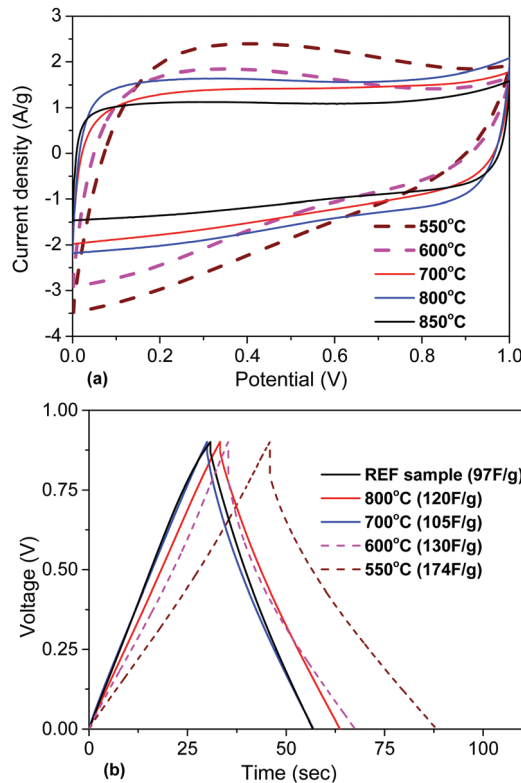 3
2
1
0
-1
-2
-3
-4
Current density (A/g)
550°C
600°C
700°C
800°C
850°C
0.0 0.2 0.4 0.6 0.8 1.0
(a)
Potential (V)
1.00
0.75
0.50
0.25
0.00
Voltage (V)
REF sample (97F/g)
800°C (120F/g)
700°C (105F/g)
600°C (130F/g)
550°C (174F/g)
0 25 50 75 100
(b)
Time (sec)